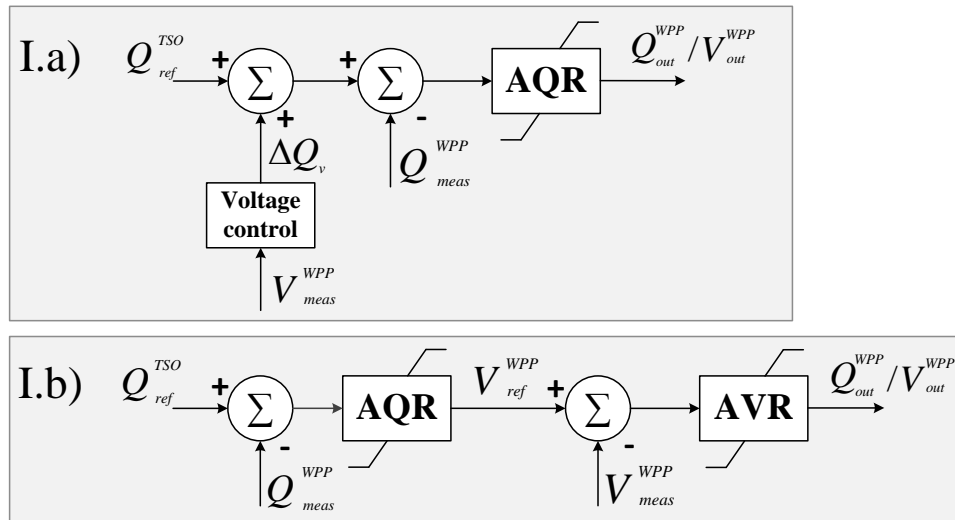 I.a) Q_ref^TSO + Σ + Σ AQR Q_out^WPP/V_out^WPP
+ -
ΔQ_v Q_meas^WPP
Voltage
control
V_meas^WPP
I.b) Q_ref^TSO + Σ AQR V_ref^WPP + Σ AVR Q_out^WPP/V_out^WPP
- -
Q_meas^WPP V_meas^WPP